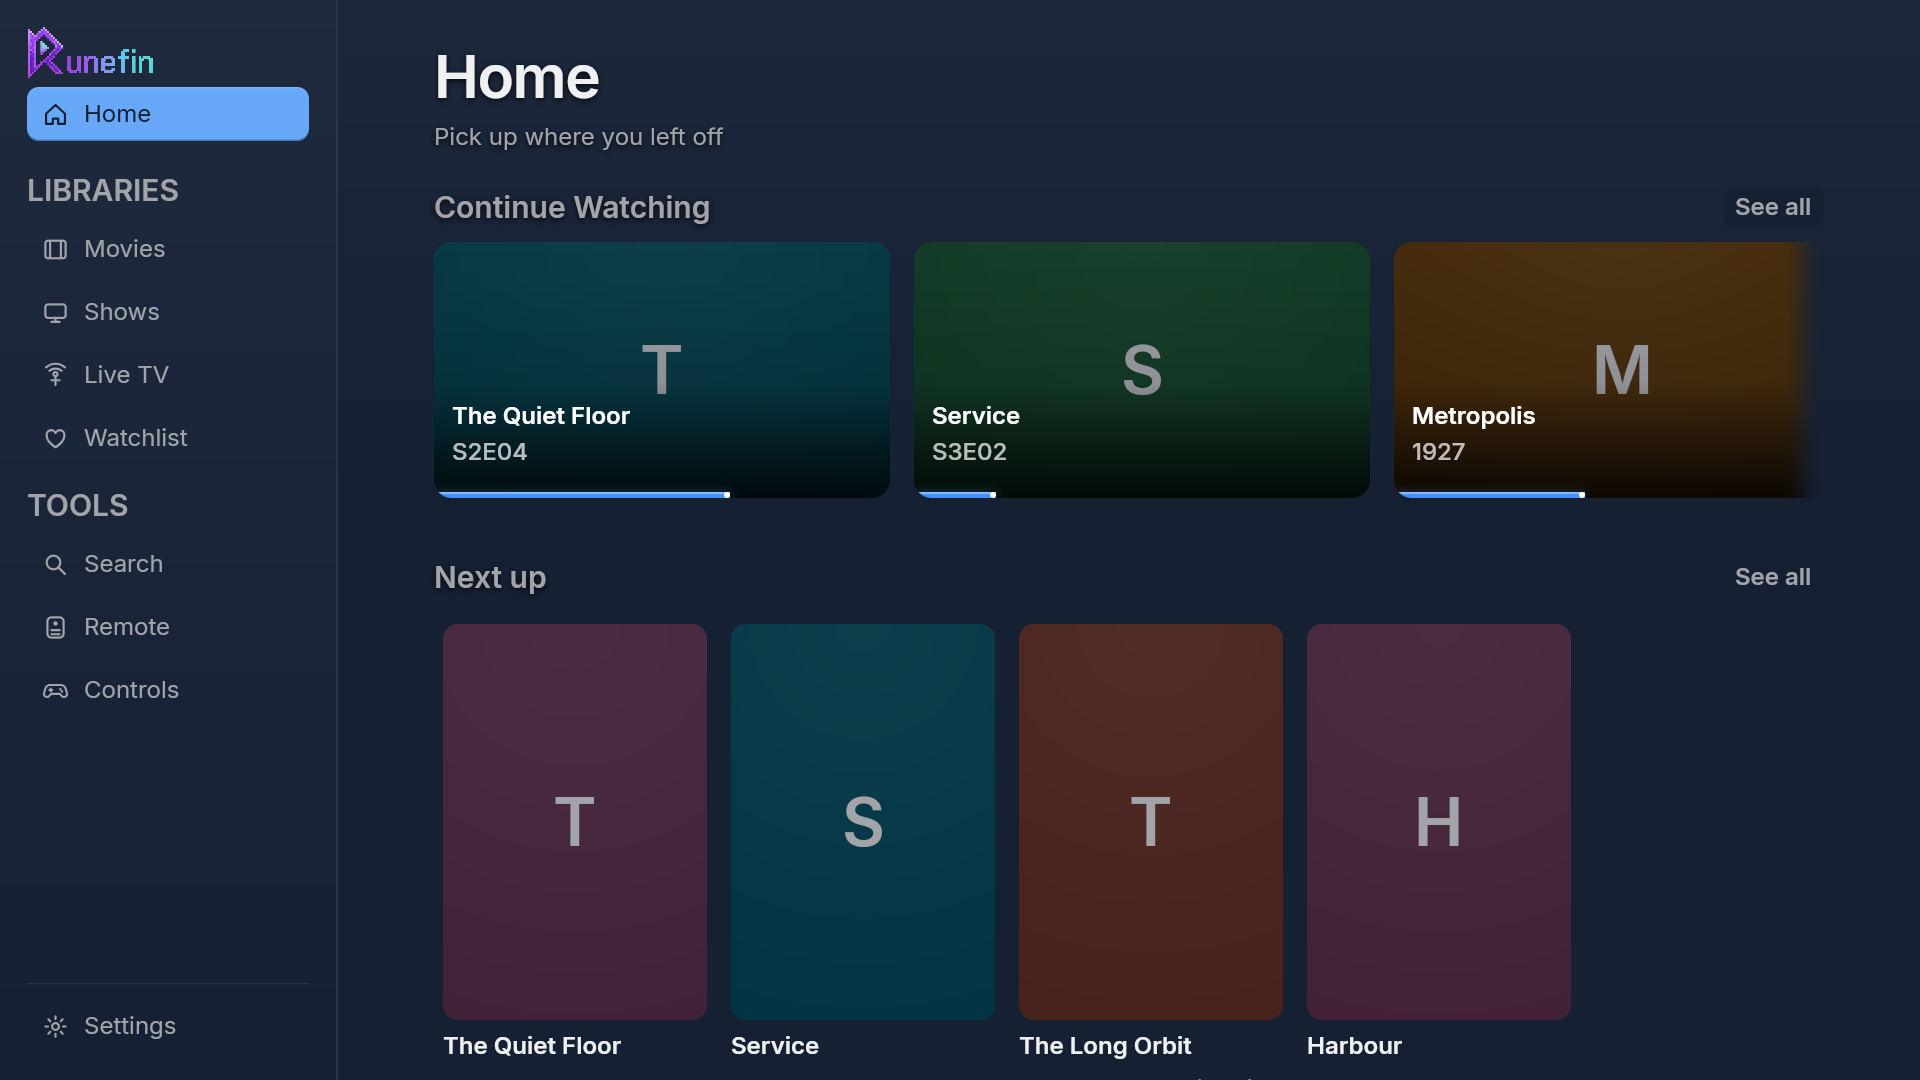 Runefin
Home
LIBRARIES
Movies
Shows
Live TV
Watchlist
TOOLS
Search
Remote
Controls
Settings
Home
Pick up where you left off
Continue Watching
See all
T
The Quiet Floor
S2E04
S
Service
S3E02
M
Metropolis
1927
Next up
See all
T
The Quiet Floor
S
Service
T
The Long Orbit
H
Harbour